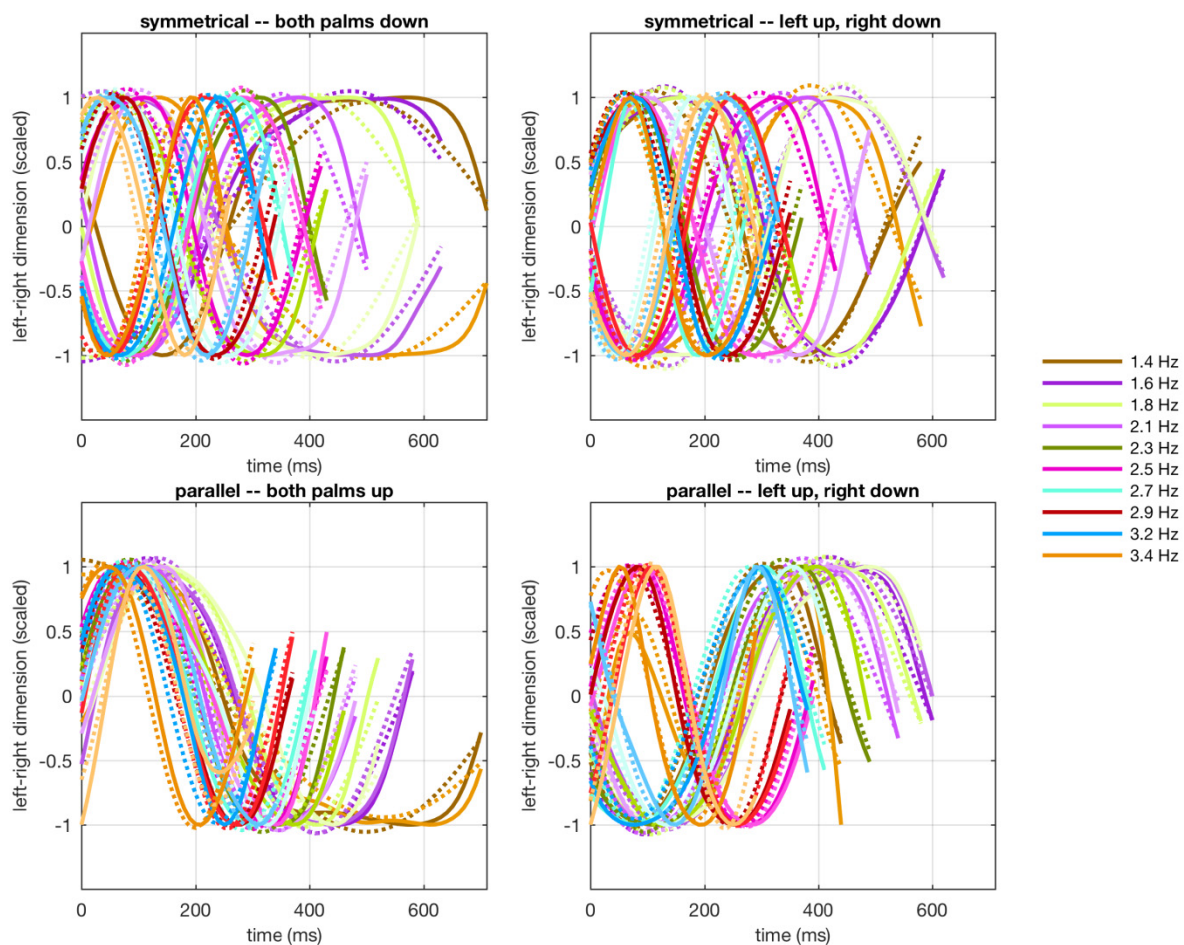 symmetrical -- both palms down
1
0.5
0
-0.5
-1
left-right dimension (scaled)
0
200
400
600
time (ms)
symmetrical -- left up, right down
1
0.5
0
-0.5
-1
left-right dimension (scaled)
0
200
400
600
time (ms)
parallel -- both palms up
1
0.5
0
-0.5
-1
left-right dimension (scaled)
0
200
400
600
time (ms)
parallel -- left up, right down
1
0.5
0
-0.5
-1
left-right dimension (scaled)
0
200
400
600
time (ms)
1.4 Hz
1.6 Hz
1.8 Hz
2.1 Hz
2.3 Hz
2.5 Hz
2.7 Hz
2.9 Hz
3.2 Hz
3.4 Hz